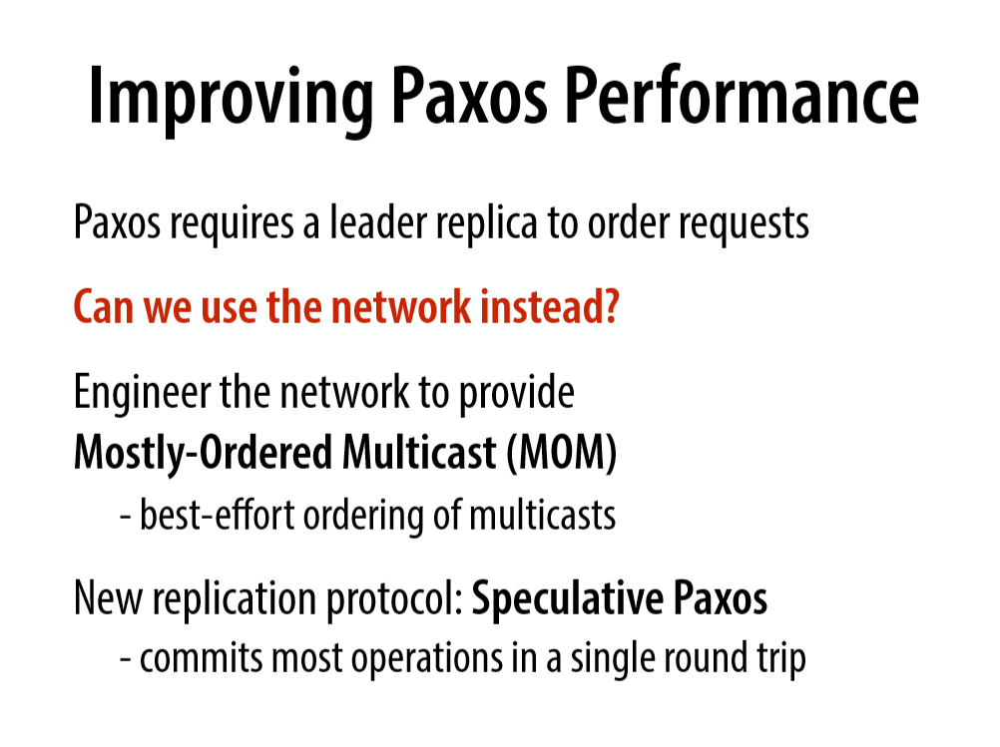 Improving Paxos Performance
Paxos requires a leader replica to order requests
Can we use the network instead?
Engineer the network to provide
Mostly-Ordered Multicast (MOM)
- best-effort ordering of multicasts
New replication protocol: Speculative Paxos
- commits most operations in a single round trip